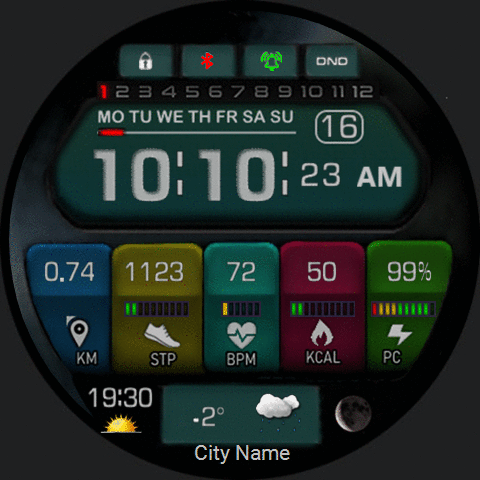 DND
1 2 3 4 5 6 7 8 9 10 11 12
MO TU WE TH FR SA SU
16
10:10:23 AM
0.74 1123 72 50 99%
KM STP BPM KCAL PC
19:30
-2°
City Name